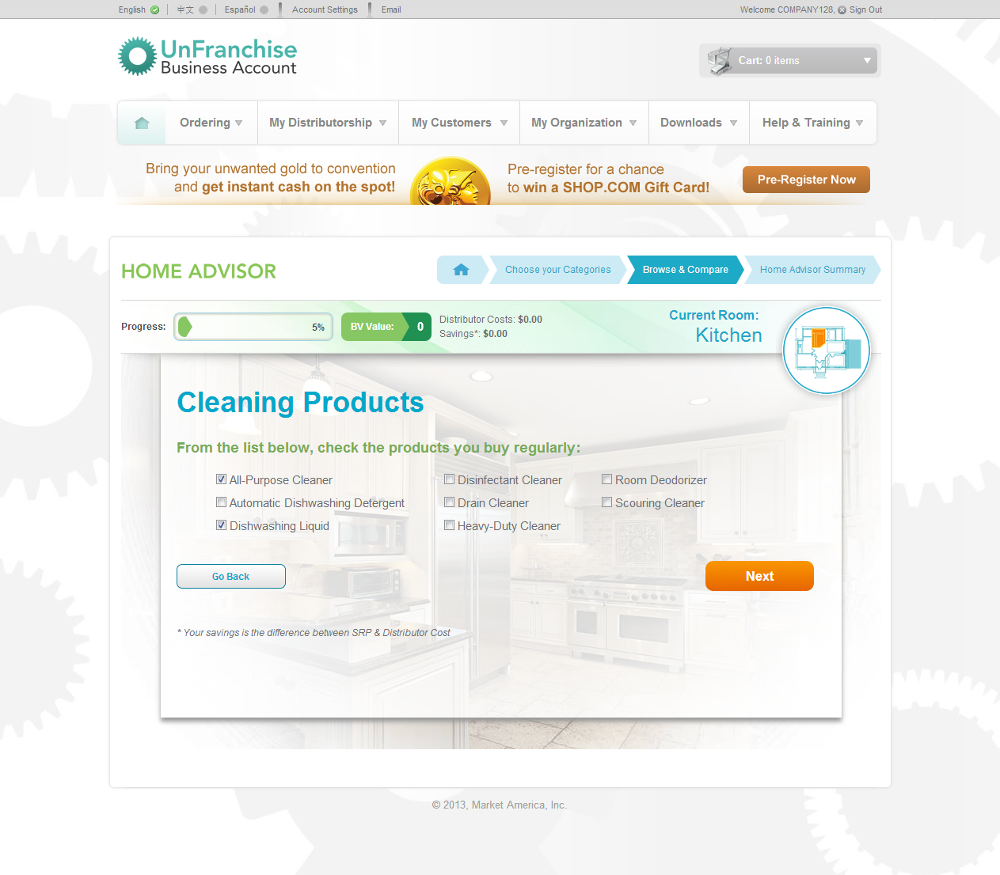 English 中文 Español Account Settings Email Welcome COMPANY128, Sign Out
UnFranchise
Business Account
Cart: 0 items
Ordering My Distributorship My Customers My Organization Downloads Help & Training
Bring your unwanted gold to convention
and get instant cash on the spot!
Pre-register for a chance
to win a SHOP.COM Gift Card!
Pre-Register Now
HOME ADVISOR
Choose your Categories Browse & Compare Home Advisor Summary
Progress: 5% BV Value: 0
Distributor Costs: $0.00
Savings*: $0.00
Current Room:
Kitchen
Cleaning Products
From the list below, check the products you buy regularly:
All-Purpose Cleaner Disinfectant Cleaner Room Deodorizer
Automatic Dishwashing Detergent Drain Cleaner Scouring Cleaner
Dishwashing Liquid Heavy-Duty Cleaner
Go Back Next
* Your savings is the difference between SRP & Distributor Cost
© 2013, Market America, Inc.